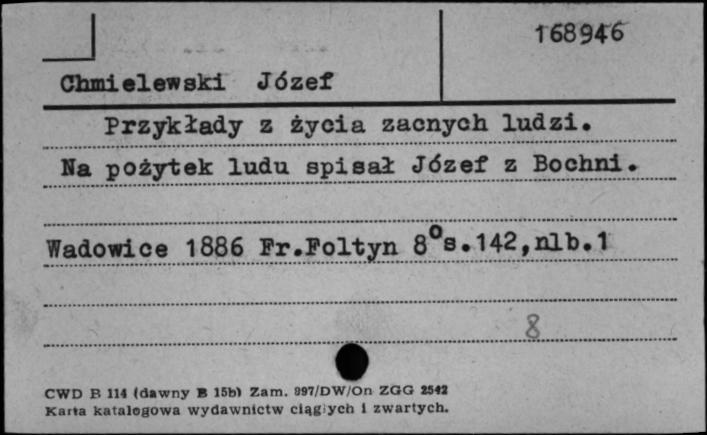 168946
Chmielewski Józef
Przykłady z życia zacnych ludzi.
Na pożytek ludu spisał Józef z Bochni.
Wadowice 1886 Fr.Foltyn 8°s.142,nlb.1
8
CWD B 114 (dawny B 15b) Zam. 997/DW/On ZGG 2542
Karta katalogowa wydawnictw ciągłych i zwartych.